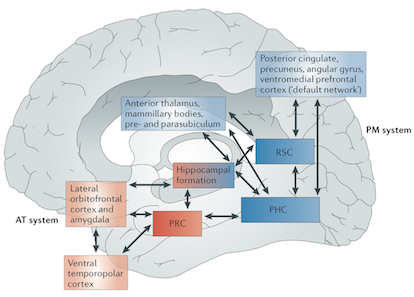 Posterior cingulate,
precuneus, angular gyrus,
ventromedial prefrontal
cortex ('default network')
Anterior thalamus,
mammillary bodies,
pre- and parasubiculum
PM system
RSC
Hippocampal
formation
Lateral
orbitofrontal
cortex and
amygdala
AT system
PRC
PHC
Ventral
temporopolar
cortex